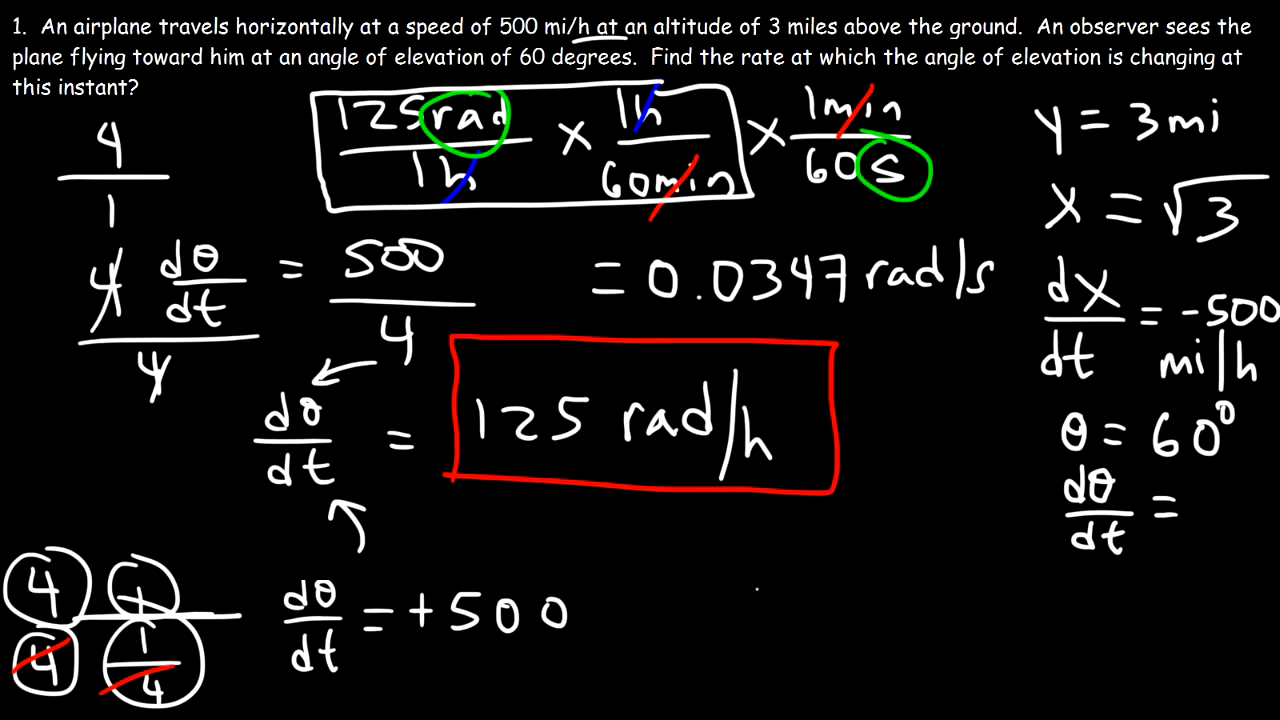 1. An airplane travels horizontally at a speed of 500 mi/h at an altitude of 3 miles above the ground. An observer sees the
plane flying toward him at an angle of elevation of 60 degrees. Find the rate at which the angle of elevation is changing at
this instant?
125 rad / 1h × 1h / 60min × 1min / 60s
= 0.0347 rad/s
4 / 1
4 dθ/dt / 4 = 500 / 4
dθ/dt = 125 rad/h
4 1 / 4 1/4
dθ/dt = +500
y = 3mi
x = √3
dx/dt = -500
mi/h
θ = 60°
dθ/dt =